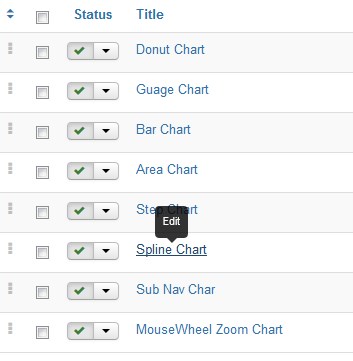 Status Title
Donut Chart
Guage Chart
Bar Chart
Area Chart
Step Chart
Edit
Spline Chart
Sub Nav Char
MouseWheel Zoom Chart